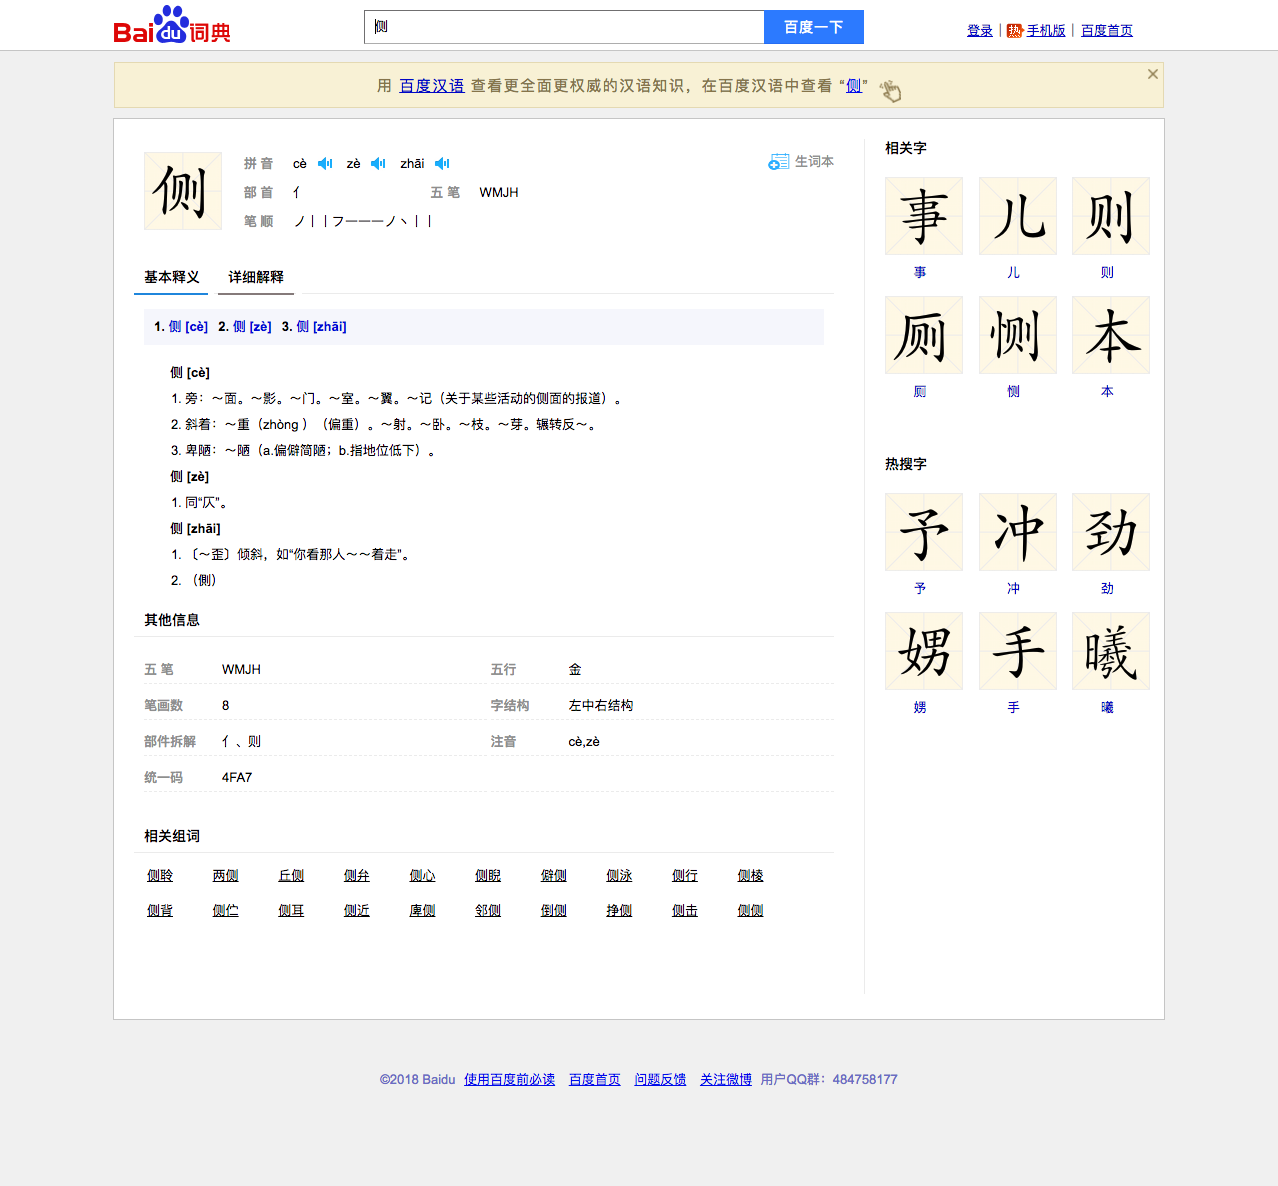 Bai du 词典
侧
百度一下
登录 | 热 手机版 | 百度首页
用 百度汉语 查看更全面更权威的汉语知识，在百度汉语中查看 “侧”
侧
拼 音 cè zè zhāi
生词本
部 首 亻 五 笔 WMJH
笔 顺 ノ丨丨フ一一一ノ丶丨丨
基本释义 详细解释
1. 侧 [cè] 2. 侧 [zè] 3. 侧 [zhāi]
侧 [cè]
1. 旁：～面。～影。～门。～室。～翼。～记（关于某些活动的侧面的报道）。
2. 斜着：～重（zhòng ）（偏重）。～射。～卧。～枝。～芽。辗转反～。
3. 卑陋：～陋（a.偏僻简陋；b.指地位低下）。
侧 [zè]
1. 同“仄”。
侧 [zhāi]
1. 〔～歪〕倾斜，如“你看那人～～着走”。
2. （側）
其他信息
五 笔 WMJH 五行 金
笔画数 8 字结构 左中右结构
部件拆解 亻、则 注音 cè,zè
统一码 4FA7
相关组词
侧聆 两侧 丘侧 侧弁 侧心 侧睨 僻侧 侧泳 侧行 侧棱
侧背 侧伫 侧耳 侧近 庳侧 邻侧 倒侧 挣侧 侧击 侧侧
相关字
事 儿 则
事 儿 则
厕 恻 本
厕 恻 本
热搜字
予 冲 劲
予 冲 劲
娚 手 曦
娚 手 曦
©2018 Baidu 使用百度前必读 百度首页 问题反馈 关注微博 用户QQ群：484758177